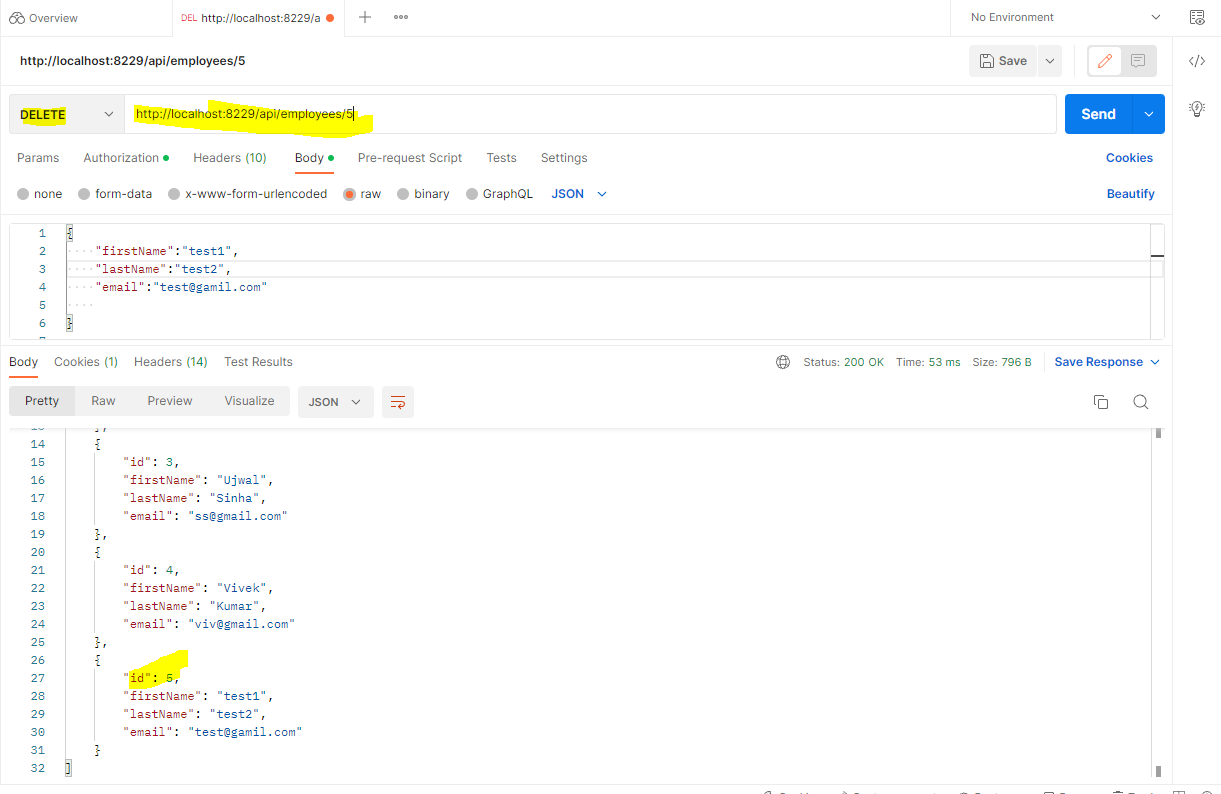 Overview
DEL http://localhost:8229/a
No Environment
http://localhost:8229/api/employees/5
Save
DELETE
http://localhost:8229/api/employees/5
Send
Params
Authorization
Headers (10)
Body
Pre-request Script
Tests
Settings
Cookies
none
form-data
x-www-form-urlencoded
raw
binary
GraphQL
JSON
Beautify
1 {
2 "firstName":"test1",
3 "lastName":"test2",
4 "email":"test@gamil.com"
5
6 }
Body
Cookies (1)
Headers (14)
Test Results
Status: 200 OK
Time: 53 ms
Size: 796 B
Save Response
Pretty
Raw
Preview
Visualize
JSON
14 {
15 "id": 3,
16 "firstName": "Ujwal",
17 "lastName": "Sinha",
18 "email": "ss@gmail.com"
19 },
20 {
21 "id": 4,
22 "firstName": "Vivek",
23 "lastName": "Kumar",
24 "email": "viv@gmail.com"
25 },
26 {
27 "id": 5,
28 "firstName": "test1",
29 "lastName": "test2",
30 "email": "test@gamil.com"
31 }
32 ]